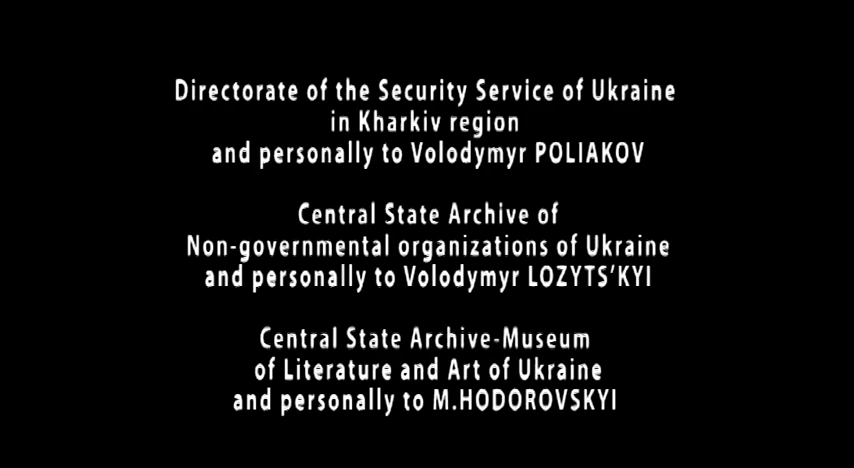 Directorate of the Security Service of Ukraine
in Kharkiv region
and personally to Volodymyr POLIAKOV
Central State Archive of
Non-governmental organizations of Ukraine
and personally to Volodymyr LOZYTS'KYI
Central State Archive-Museum
of Literature and Art of Ukraine
and personally to M.HODOROVSKYI